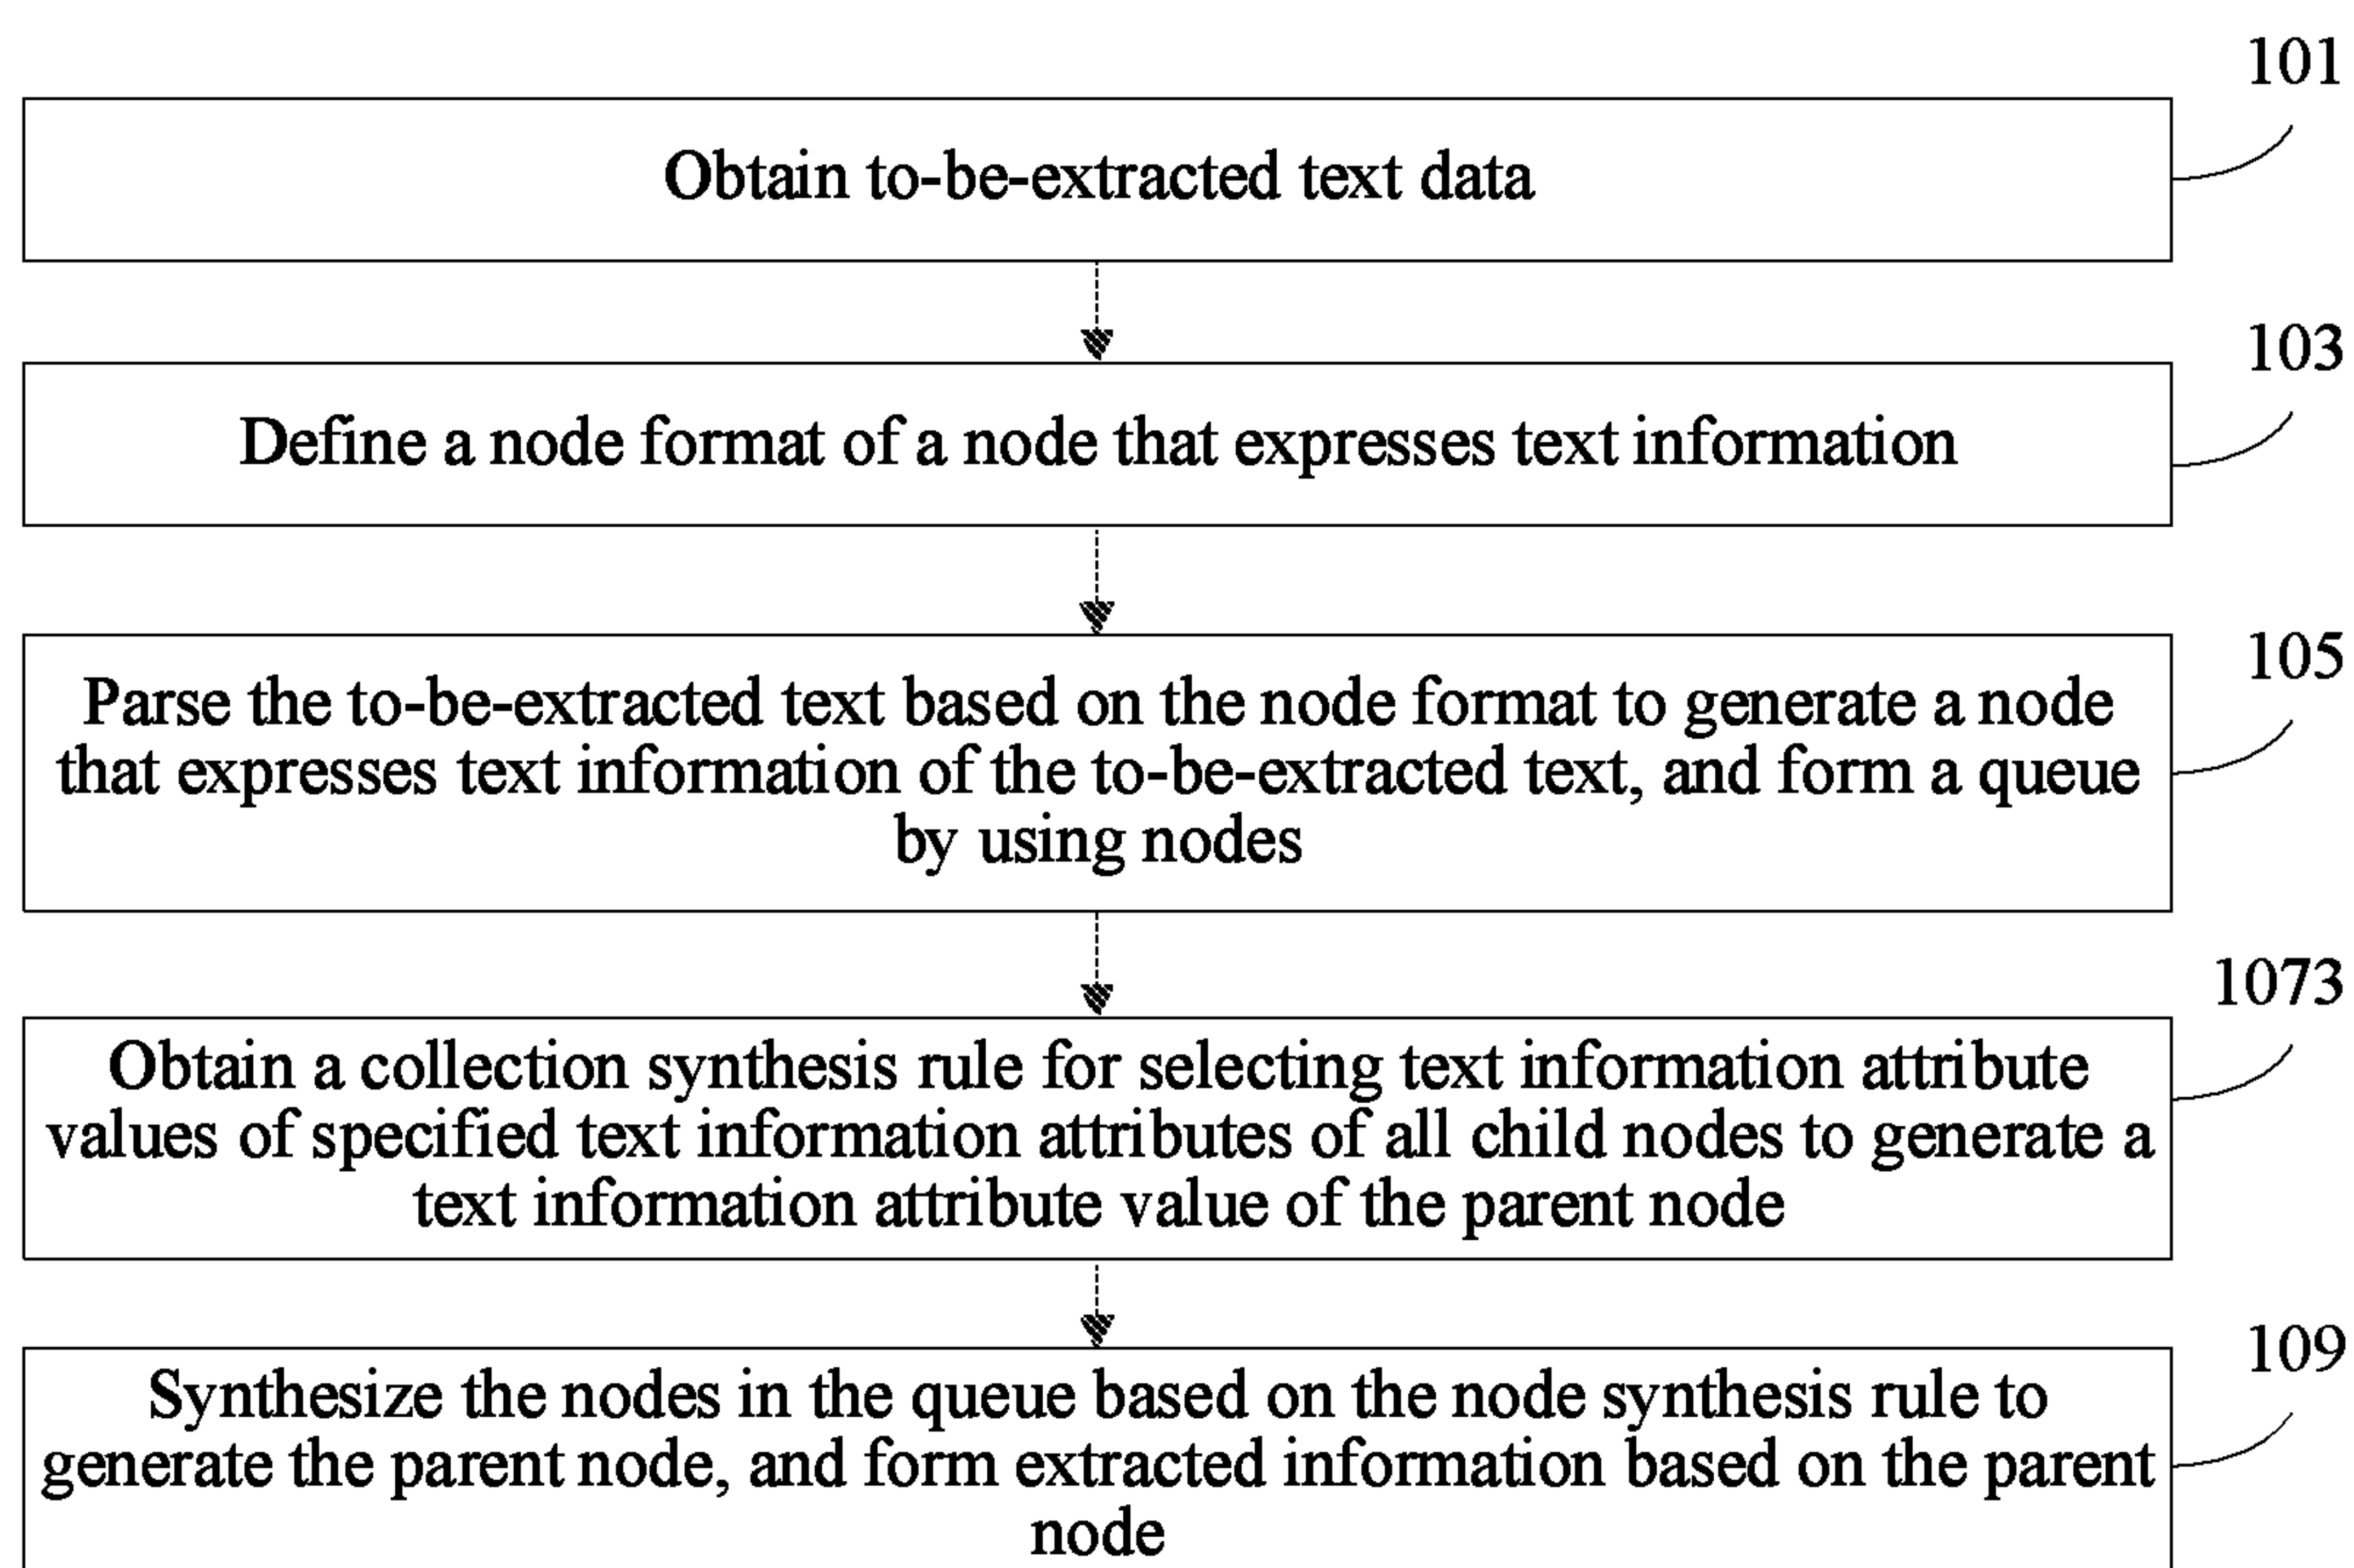 101
Obtain to-be-extracted text data
103
Define a node format of a node that expresses text information
105
Parse the to-be-extracted text based on the node format to generate a node
that expresses text information of the to-be-extracted text, and form a queue
by using nodes
1073
Obtain a collection synthesis rule for selecting text information attribute
values of specified text information attributes of all child nodes to generate a
text information attribute value of the parent node
109
Synthesize the nodes in the queue based on the node synthesis rule to
generate the parent node, and form extracted information based on the parent
node